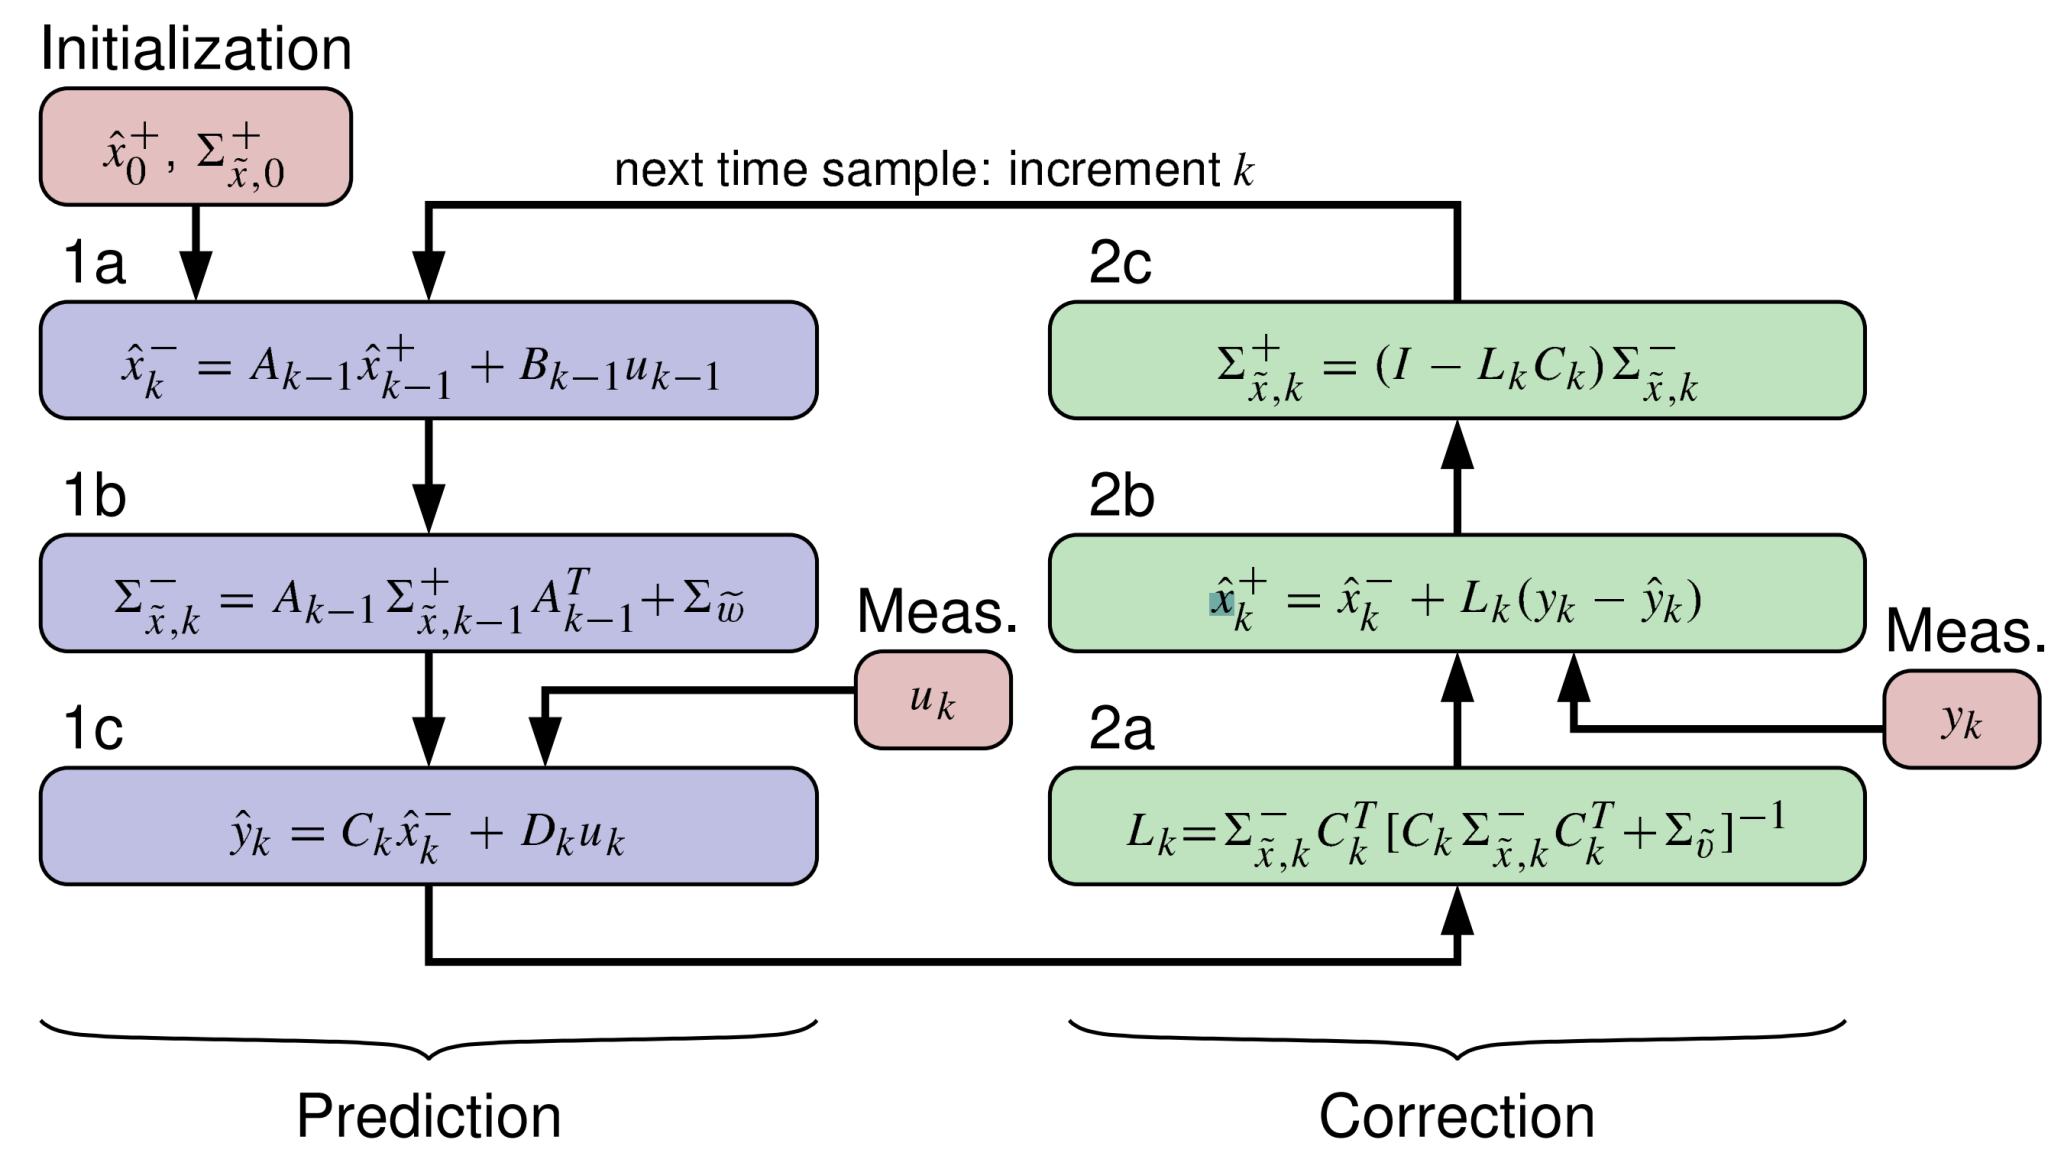 Initialization
x̂₀⁺, Σ⁺x̃,0
next time sample: increment k
1a
x̂ₖ⁻ = Aₖ₋₁x̂ₖ₋₁⁺ + Bₖ₋₁uₖ₋₁
1b
Σ⁻x̃,k = Aₖ₋₁Σ⁺x̃,k−1Aᵀₖ₋₁ + Σw̃
Meas.
uₖ
1c
ŷₖ = Cₖx̂ₖ⁻ + Dₖuₖ
Prediction
2c
Σ⁺x̃,k = (I − LₖCₖ)Σ⁻x̃,k
2b
x̂ₖ⁺ = x̂ₖ⁻ + Lₖ(yₖ − ŷₖ)
Meas.
yₖ
2a
Lₖ=Σ⁻x̃,kCₖᵀ[CₖΣ⁻x̃,kCₖᵀ + Σṽ]⁻¹
Correction